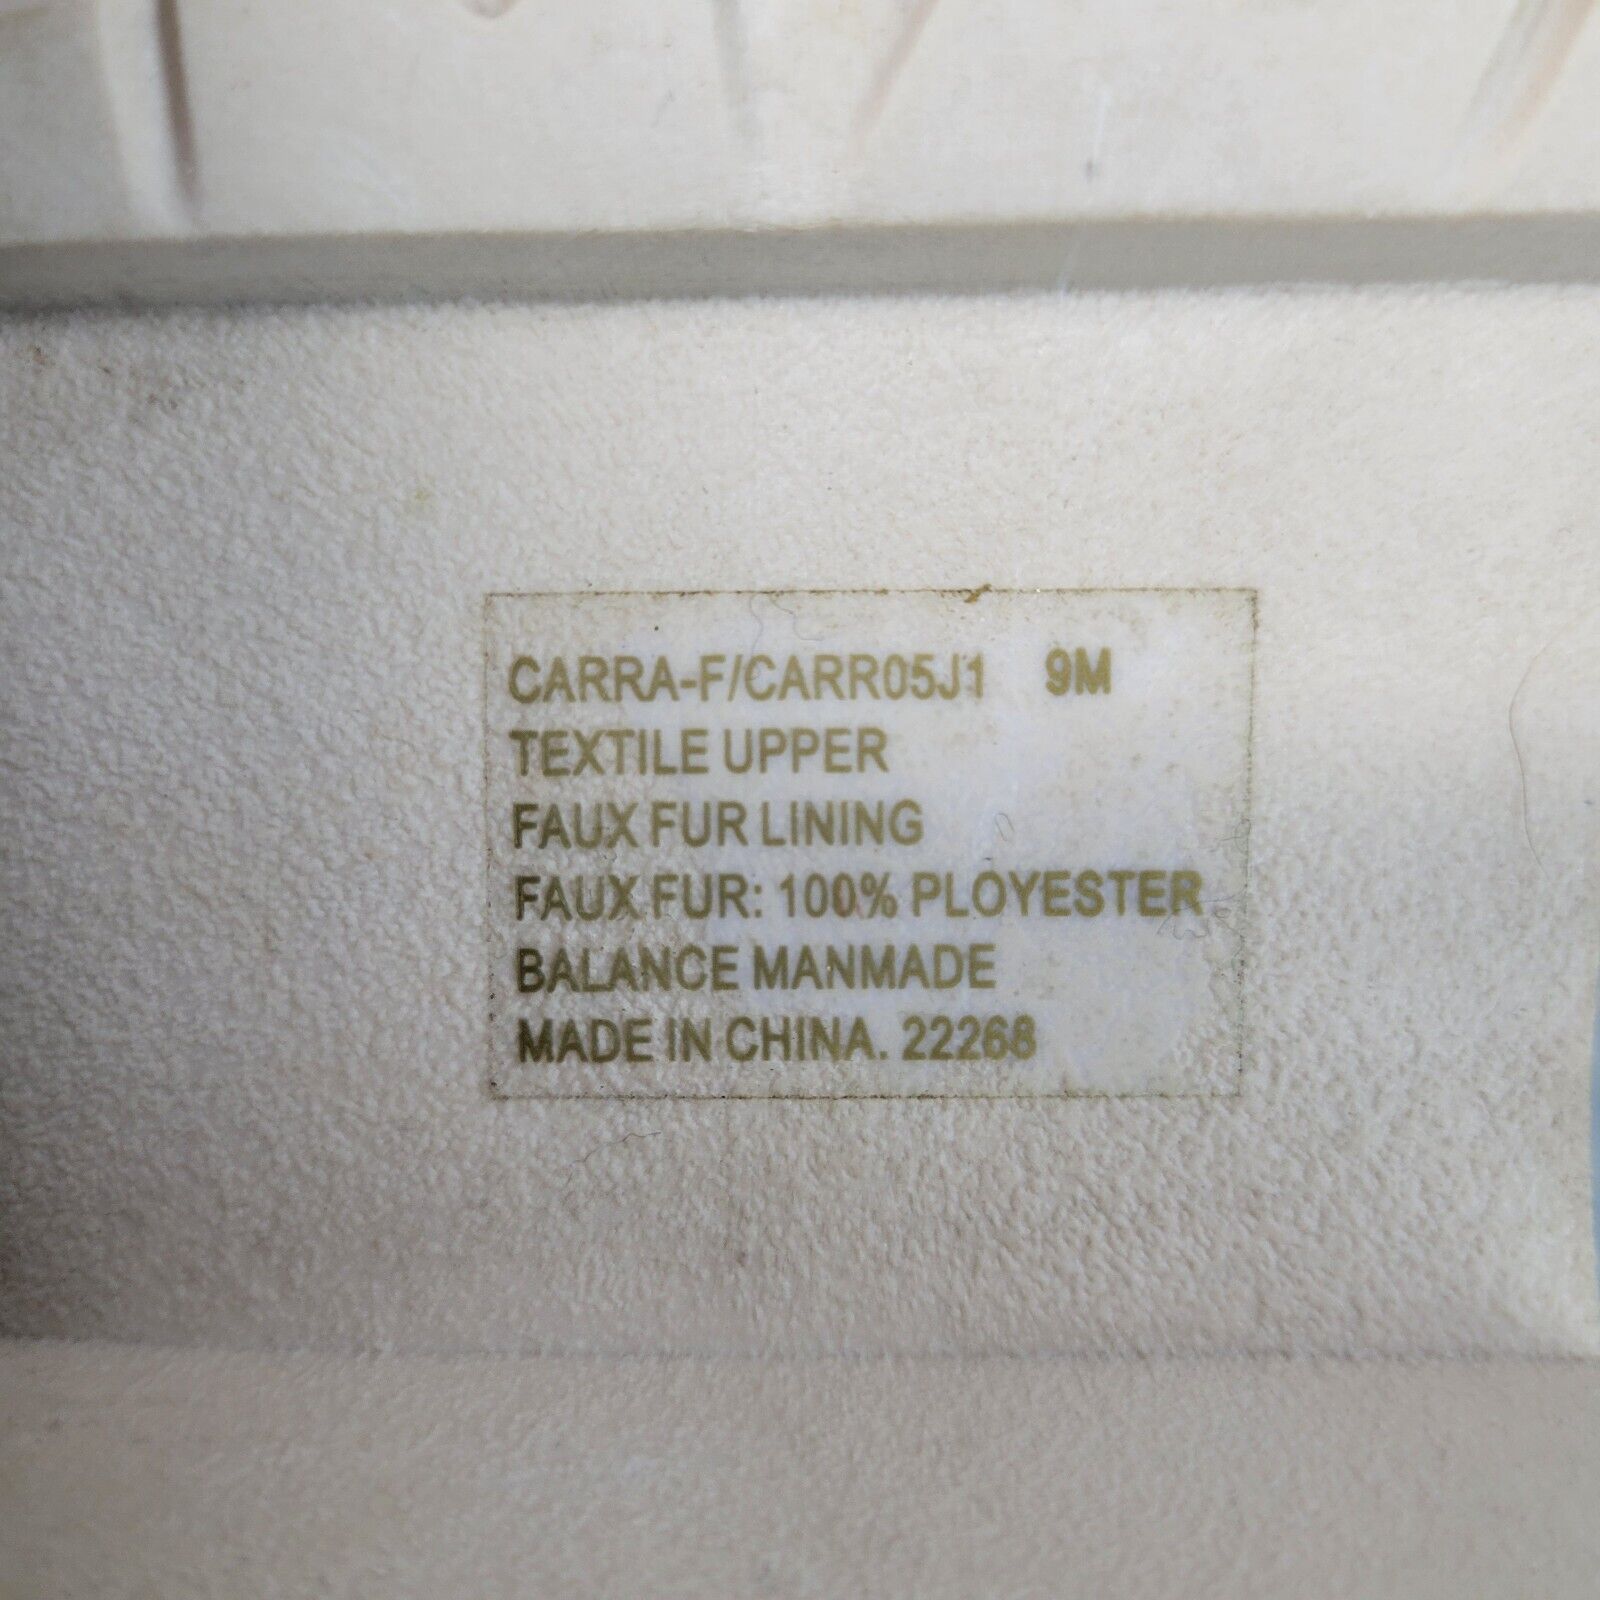 CARRA-F/CARR05J1 9M
TEXTILE UPPER
FAUX FUR LINING
FAUX FUR: 100% PLOYESTER
BALANCE MANMADE
MADE IN CHINA. 22268